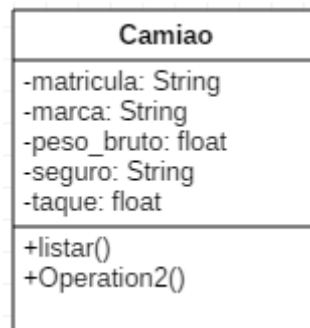 Camiao
-matricula: String
-marca: String
-peso_bruto: float
-seguro: String
-taque: float
+listar()
+Operation2()